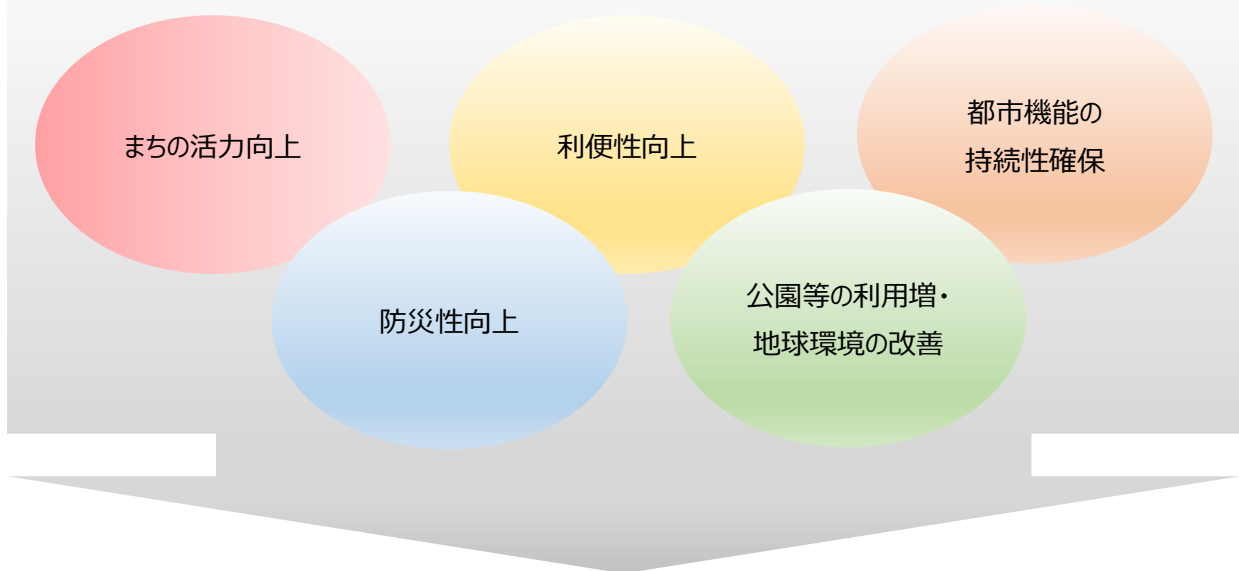 まちの活力向上
利便性向上
都市機能の
持続性確保
防災性向上
公園等の利用増・
地球環境の改善